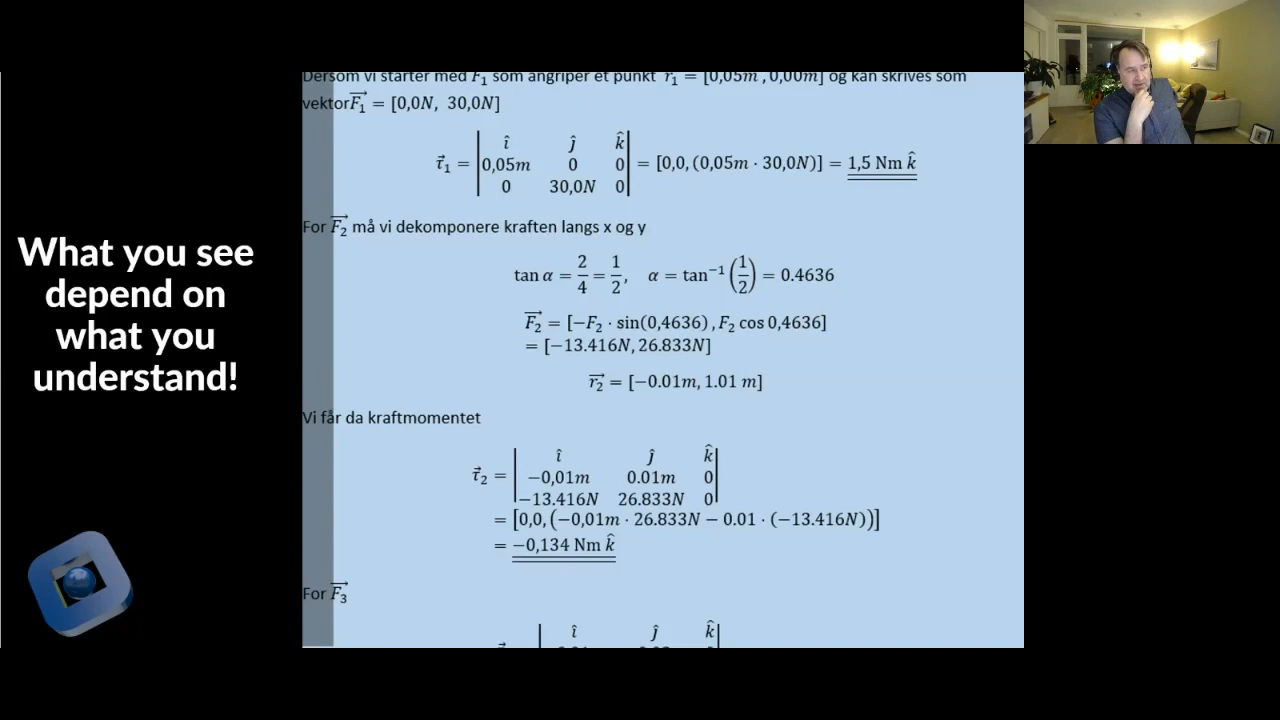 What you see
depend on
what you
understand!
Dersom vi starter med F₁ som angriper et punkt r₁ = [0,05m , 0,00m] og kan skrives som
vektor F₁⃗ = [0,0N, 30,0N]
τ⃗₁ = | î ĵ k̂ |
| 0,05m 0 0 | = [0,0, (0,05m · 30,0N)] = 1,5 Nm k̂
| 0 30,0N 0 |
For F₂⃗ må vi dekomponere kraften langs x og y
tan α = 2/4 = 1/2, α = tan⁻¹(1/2) = 0.4636
F₂⃗ = [−F₂ · sin(0,4636) , F₂ cos 0,4636]
= [−13.416N, 26.833N]
r₂⃗ = [−0.01m, 1.01 m]
Vi får da kraftmomentet
τ⃗₂ = | î ĵ k̂ |
| −0,01m 0.01m 0 |
| −13.416N 26.833N 0 |
= [0,0, (−0,01m · 26.833N − 0.01 · (−13.416N))]
= −0,134 Nm k̂
For F₃⃗
| î ĵ k̂ |